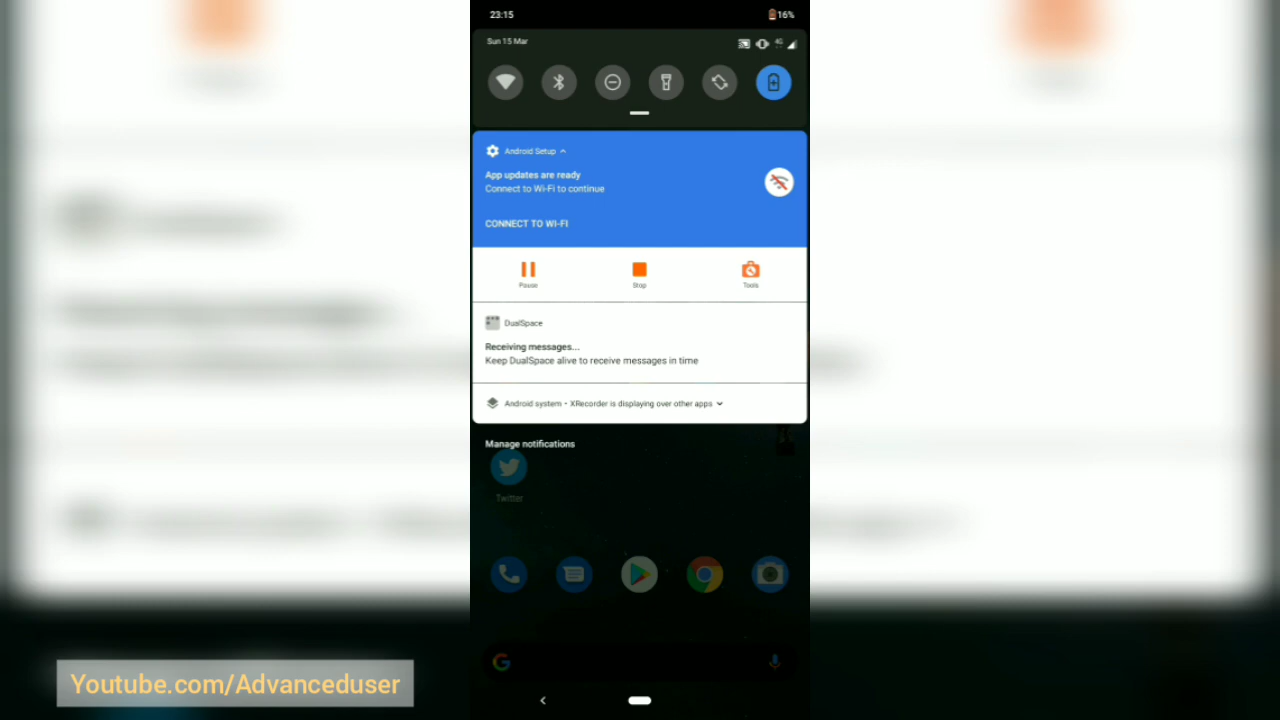 23:15
16%
Sun 15 Mar
4G
Android Setup
App updates are ready
Connect to Wi-Fi to continue
CONNECT TO WI-FI
Pause
Stop
Tools
DualSpace
Receiving messages...
Keep DualSpace alive to receive messages in time
Android system • XRecorder is displaying over other apps
Manage notifications
Twitter
G
Youtube.com/Advanceduser